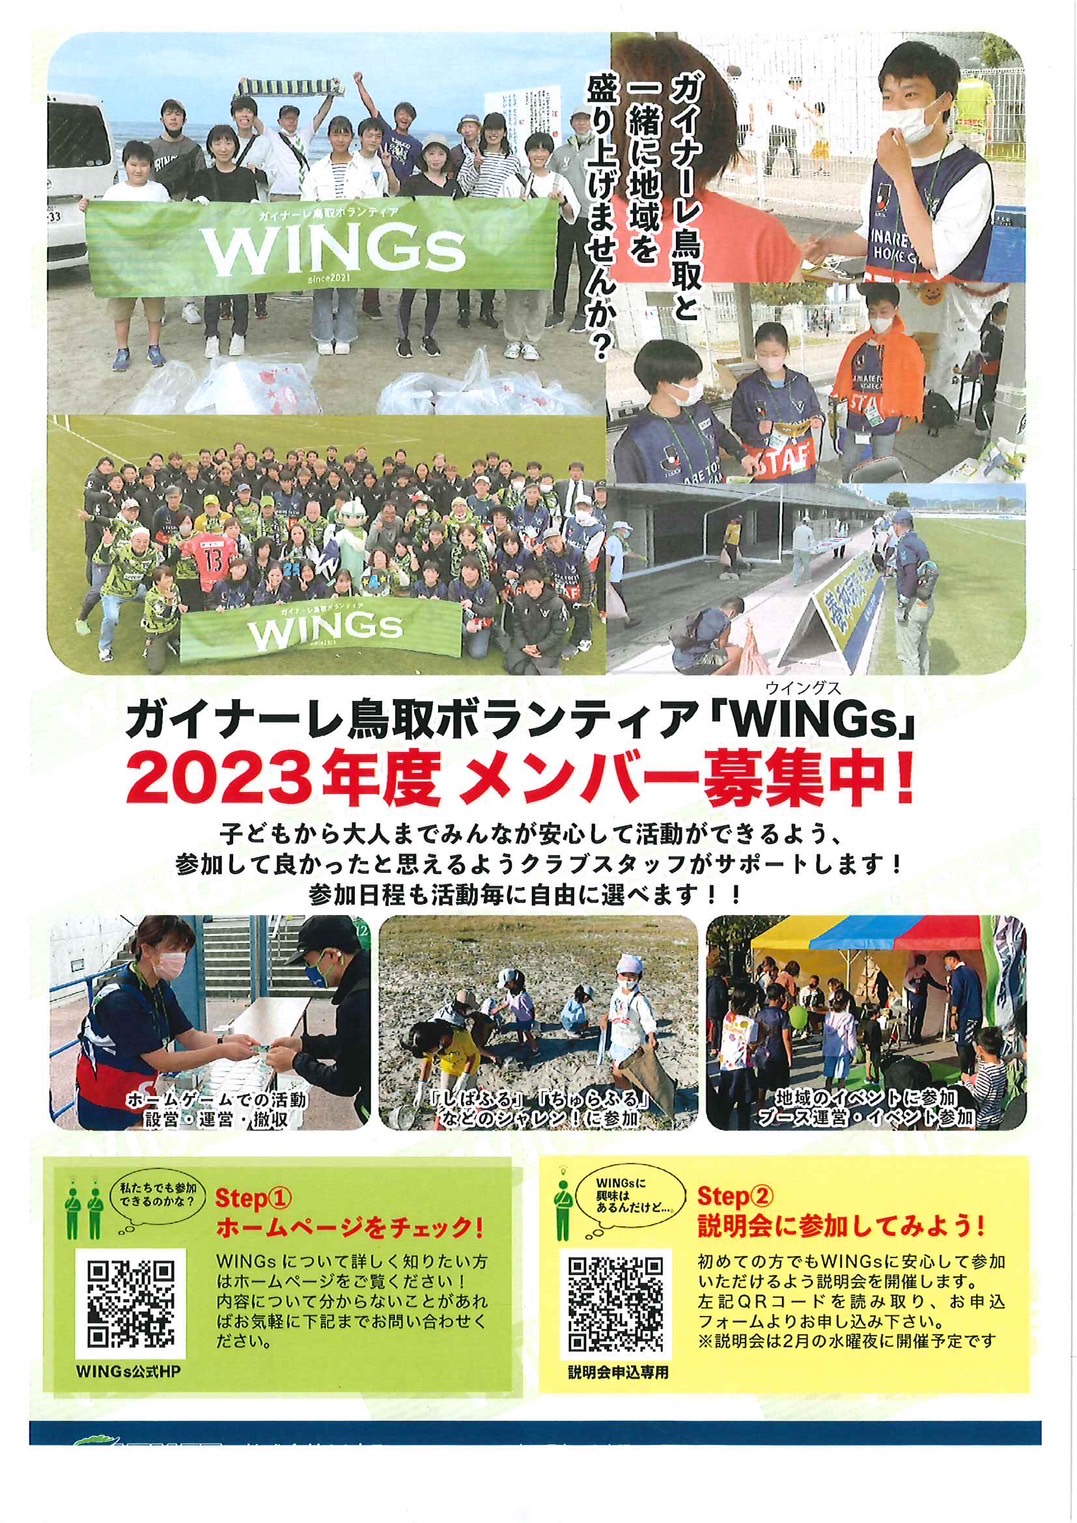 ガイナーレ鳥取と
一緒に地域を
盛り上げませんか？
ガイナーレ鳥取ボランティア
WINGs
since2021
HOME G
STAFF
13
ガイナーレ鳥取ボランティア
WINGs
ウイングス
ガイナーレ鳥取ボランティア「WINGs」
2023年度 メンバー募集中！
子どもから大人までみんなが安心して活動ができるよう、
参加して良かったと思えるようクラブスタッフがサポートします！
参加日程も活動毎に自由に選べます！！
ホームゲームでの活動
設営・運営・撤収
「しばふる」「ちゅらふる」
などのシャレン！に参加
地域のイベントに参加
ブース運営・イベント参加
私たちでも参加
できるのかな？
Step①
ホームページをチェック！
WINGs について詳しく知りたい方
はホームページをご覧ください！
内容について分からないことがあれ
ばお気軽に下記までお問い合わせく
ださい。
WINGs公式HP
WINGsに
興味は
あるんだけど…。
Step②
説明会に参加してみよう！
初めての方でもWINGsに安心して参加
いただけるよう説明会を開催します。
左記QRコードを読み取り、お申込
フォームよりお申し込み下さい。
※説明会は2月の水曜夜に開催予定です
説明会申込専用